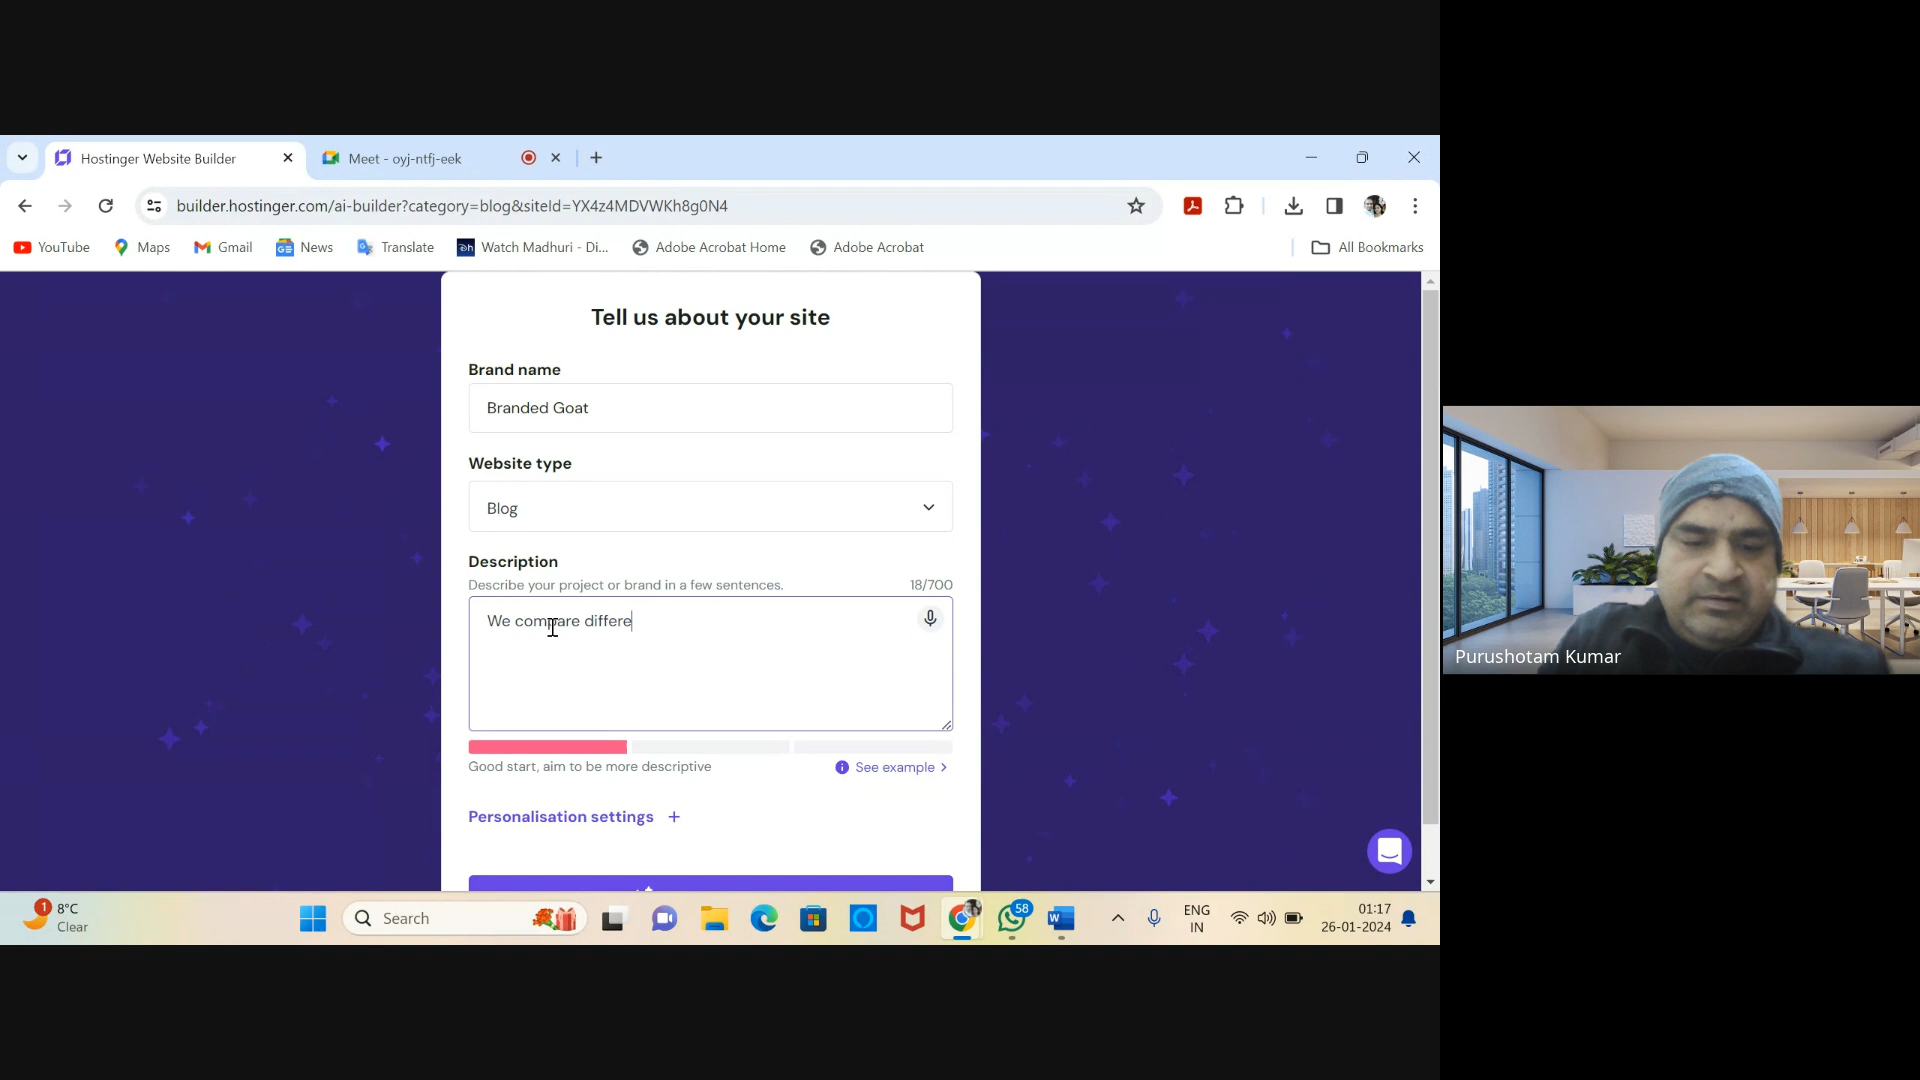 Hostinger Website Builder
Meet - oyj-ntfj-eek
builder.hostinger.com/ai-builder?category=blog&siteId=YX4z4MDVWKh8g0N4
YouTube
Maps
Gmail
News
Translate
Watch Madhuri - Di...
Adobe Acrobat Home
Adobe Acrobat
All Bookmarks
Tell us about your site
Brand name
Branded Goat
Website type
Blog
Description
Describe your project or brand in a few sentences.
18/700
We compare differe
Good start, aim to be more descriptive
See example
Personalisation settings +
Purushotam Kumar
1
8°C
Clear
Search
58
W
ENG
IN
01:17
26-01-2024